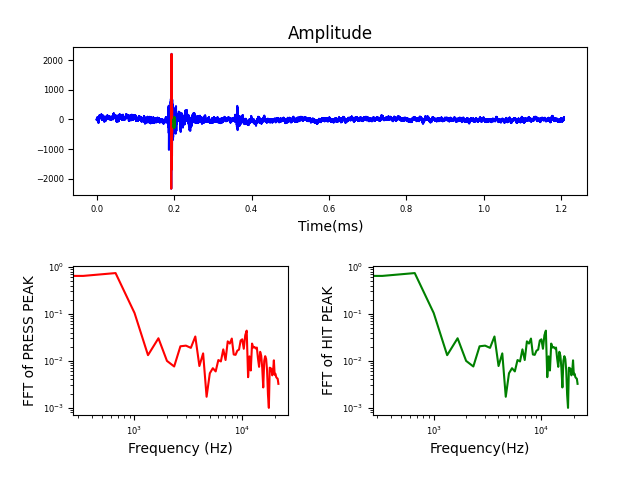 Amplitude
2000
1000
0
−1000
−2000
0.0 0.2 0.4 0.6 0.8 1.0 1.2
Time(ms)
FFT of PRESS PEAK
10⁰
10⁻¹
10⁻²
10⁻³
10³ 10⁴
Frequency (Hz)
FFT of HIT PEAK
10⁰
10⁻¹
10⁻²
10⁻³
10³ 10⁴
Frequency(Hz)